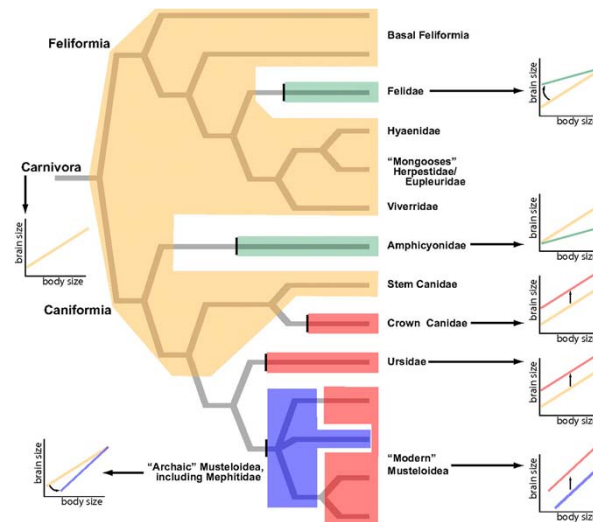 Feliformia
Basal Feliformia
Felidae
brain size
body size
Hyaenidae
Carnivora
"Mongooses"
Herpestidae/
Eupleuridae
Viverridae
brain size
body size
Amphicyonidae
brain size
body size
Caniformia
Stem Canidae
Crown Canidae
brain size
body size
Ursidae
brain size
body size
"Archaic" Musteloidea,
including Mephitidae
brain size
body size
"Modern"
Musteloidea
brain size
body size